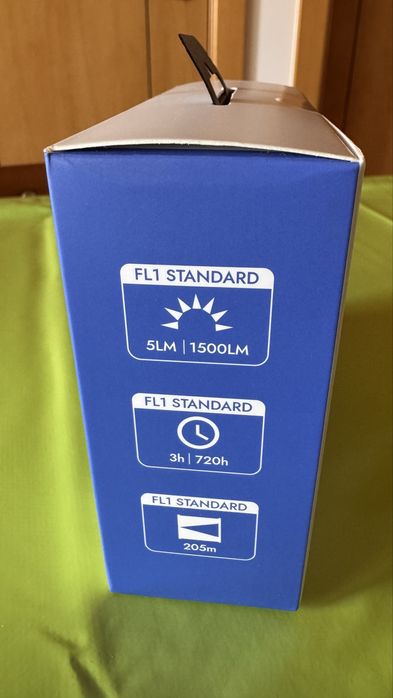 FL1 STANDARD
5LM | 1500LM
FL1 STANDARD
3h | 720h
FL1 STANDARD
205m